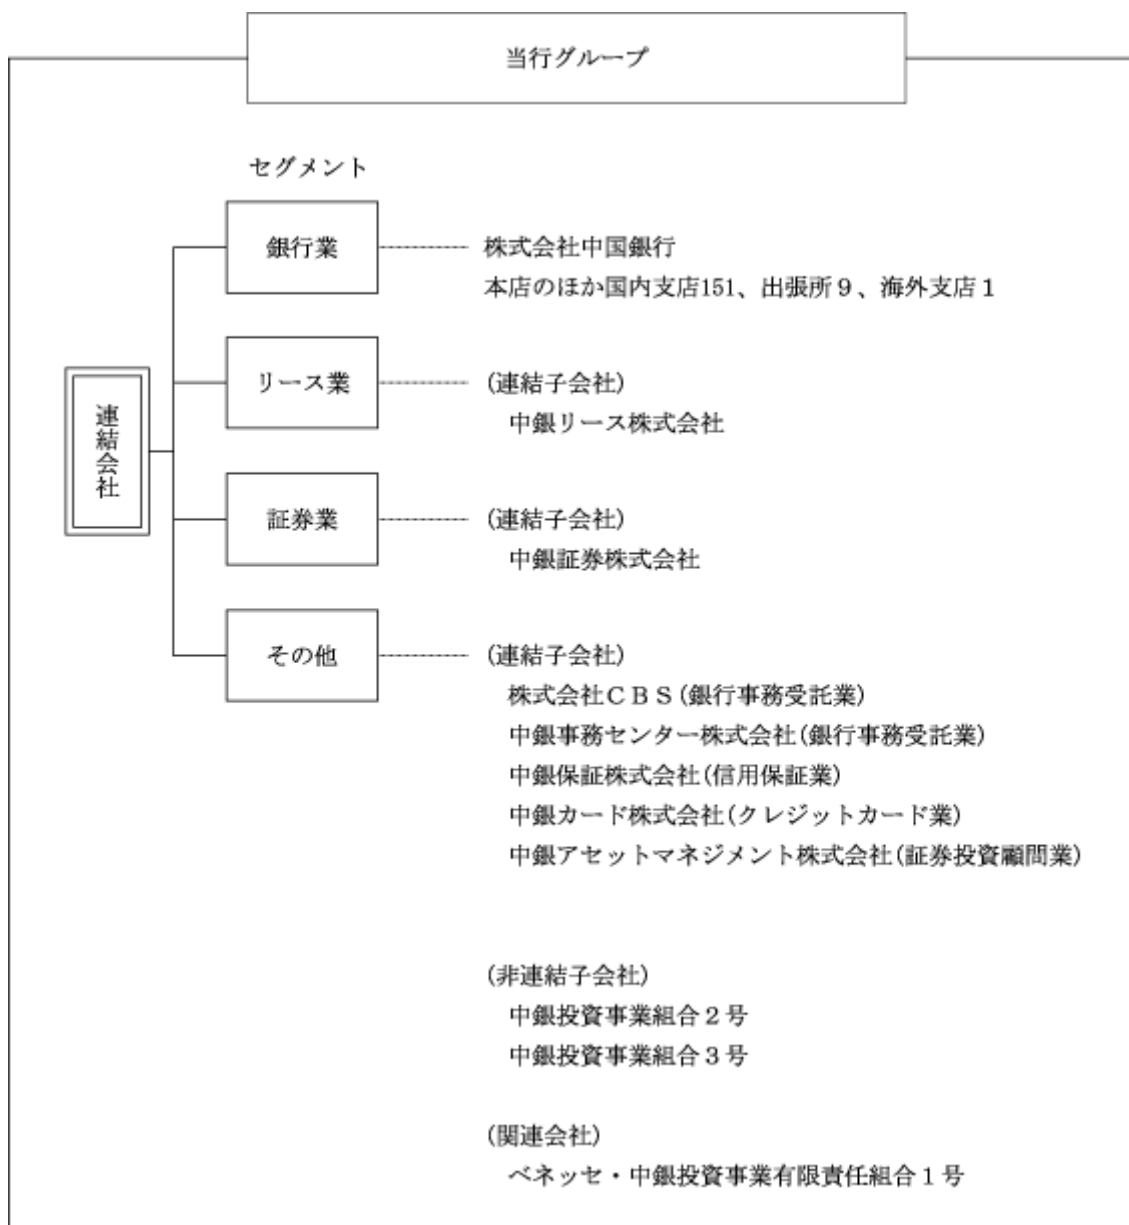 当行グループ
セグメント
銀行業
株式会社中国銀行
本店のほか国内支店151、出張所9、海外支店1
リース業
(連結子会社)
中銀リース株式会社
連結会社
証券業
(連結子会社)
中銀証券株式会社
その他
(連結子会社)
株式会社CBS(銀行事務受託業)
中銀事務センター株式会社(銀行事務受託業)
中銀保証株式会社(信用保証業)
中銀カード株式会社(クレジットカード業)
中銀アセットマネジメント株式会社(証券投資顧問業)
(非連結子会社)
中銀投資事業組合2号
中銀投資事業組合3号
(関連会社)
ベネッセ・中銀投資事業有限責任組合1号